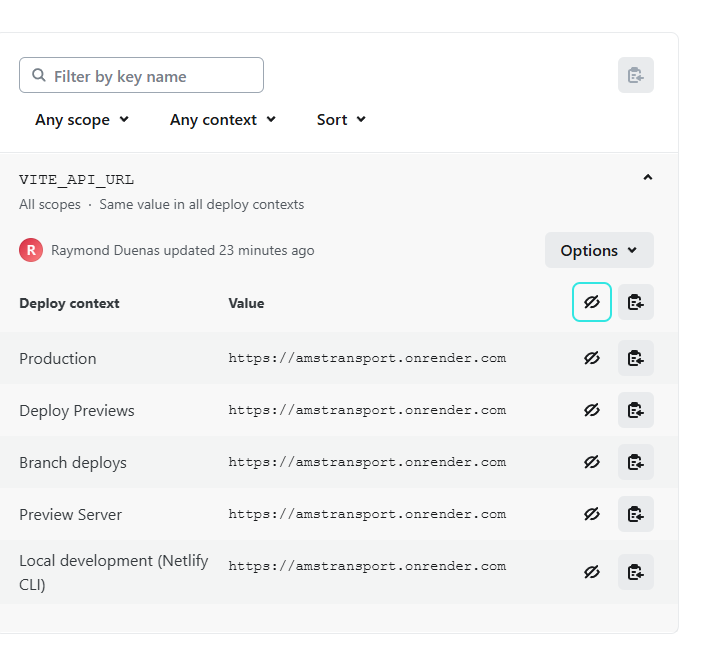 Filter by key name
Any scope Any context Sort
VITE_API_URL
All scopes · Same value in all deploy contexts
R Raymond Duenas updated 23 minutes ago Options
Deploy context Value
Production https://amstransport.onrender.com
Deploy Previews https://amstransport.onrender.com
Branch deploys https://amstransport.onrender.com
Preview Server https://amstransport.onrender.com
Local development (Netlify https://amstransport.onrender.com
CLI)